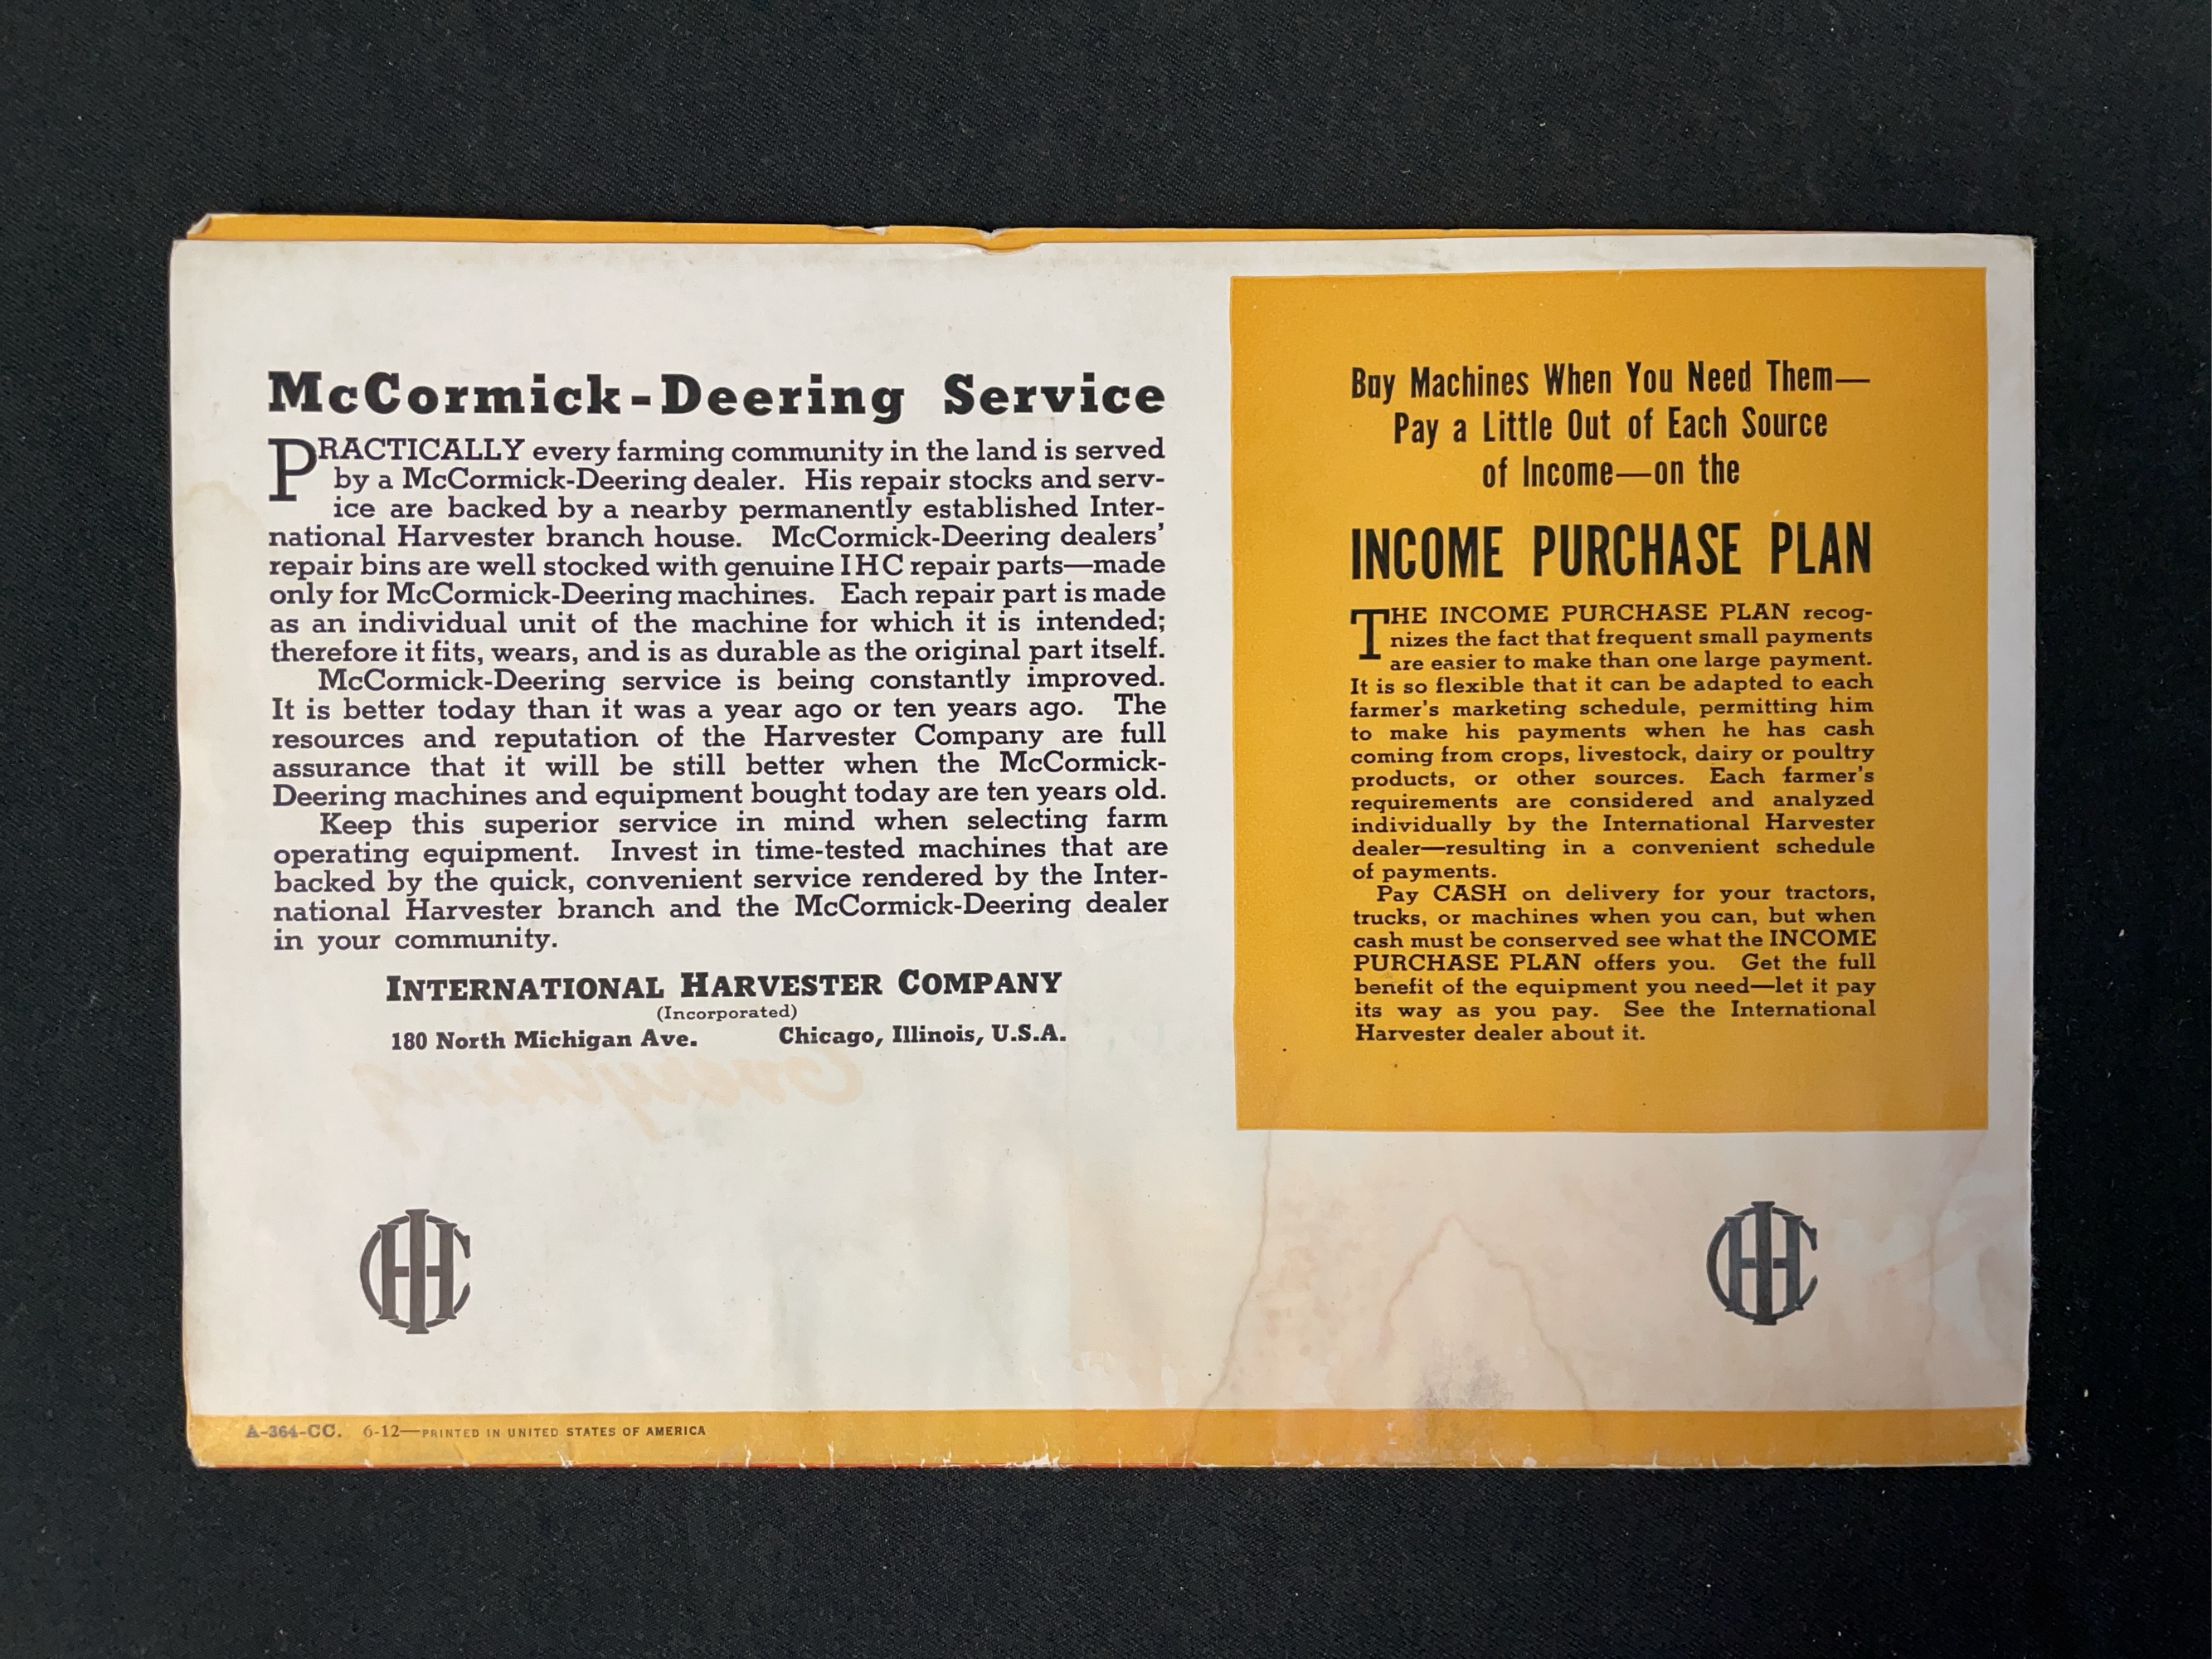 McCormick-Deering Service
PRACTICALLY every farming community in the land is served
by a McCormick-Deering dealer. His repair stocks and serv-
ice are backed by a nearby permanently established Inter-
national Harvester branch house. McCormick-Deering dealers'
repair bins are well stocked with genuine IHC repair parts—made
only for McCormick-Deering machines. Each repair part is made
as an individual unit of the machine for which it is intended;
therefore it fits, wears, and is as durable as the original part itself.
McCormick-Deering service is being constantly improved.
It is better today than it was a year ago or ten years ago. The
resources and reputation of the Harvester Company are full
assurance that it will be still better when the McCormick-
Deering machines and equipment bought today are ten years old.
Keep this superior service in mind when selecting farm
operating equipment. Invest in time-tested machines that are
backed by the quick, convenient service rendered by the Inter-
national Harvester branch and the McCormick-Deering dealer
in your community.
INTERNATIONAL HARVESTER COMPANY
(Incorporated)
180 North Michigan Ave. Chicago, Illinois, U.S.A.
IHC
A-364-CC. 6-12—PRINTED IN UNITED STATES OF AMERICA
Buy Machines When You Need Them—
Pay a Little Out of Each Source
of Income—on the
INCOME PURCHASE PLAN
THE INCOME PURCHASE PLAN recog-
nizes the fact that frequent small payments
are easier to make than one large payment.
It is so flexible that it can be adapted to each
farmer's marketing schedule, permitting him
to make his payments when he has cash
coming from crops, livestock, dairy or poultry
products, or other sources. Each farmer's
requirements are considered and analyzed
individually by the International Harvester
dealer—resulting in a convenient schedule
of payments.
Pay CASH on delivery for your tractors,
trucks, or machines when you can, but when
cash must be conserved see what the INCOME
PURCHASE PLAN offers you. Get the full
benefit of the equipment you need—let it pay
its way as you pay. See the International
Harvester dealer about it.
IHC